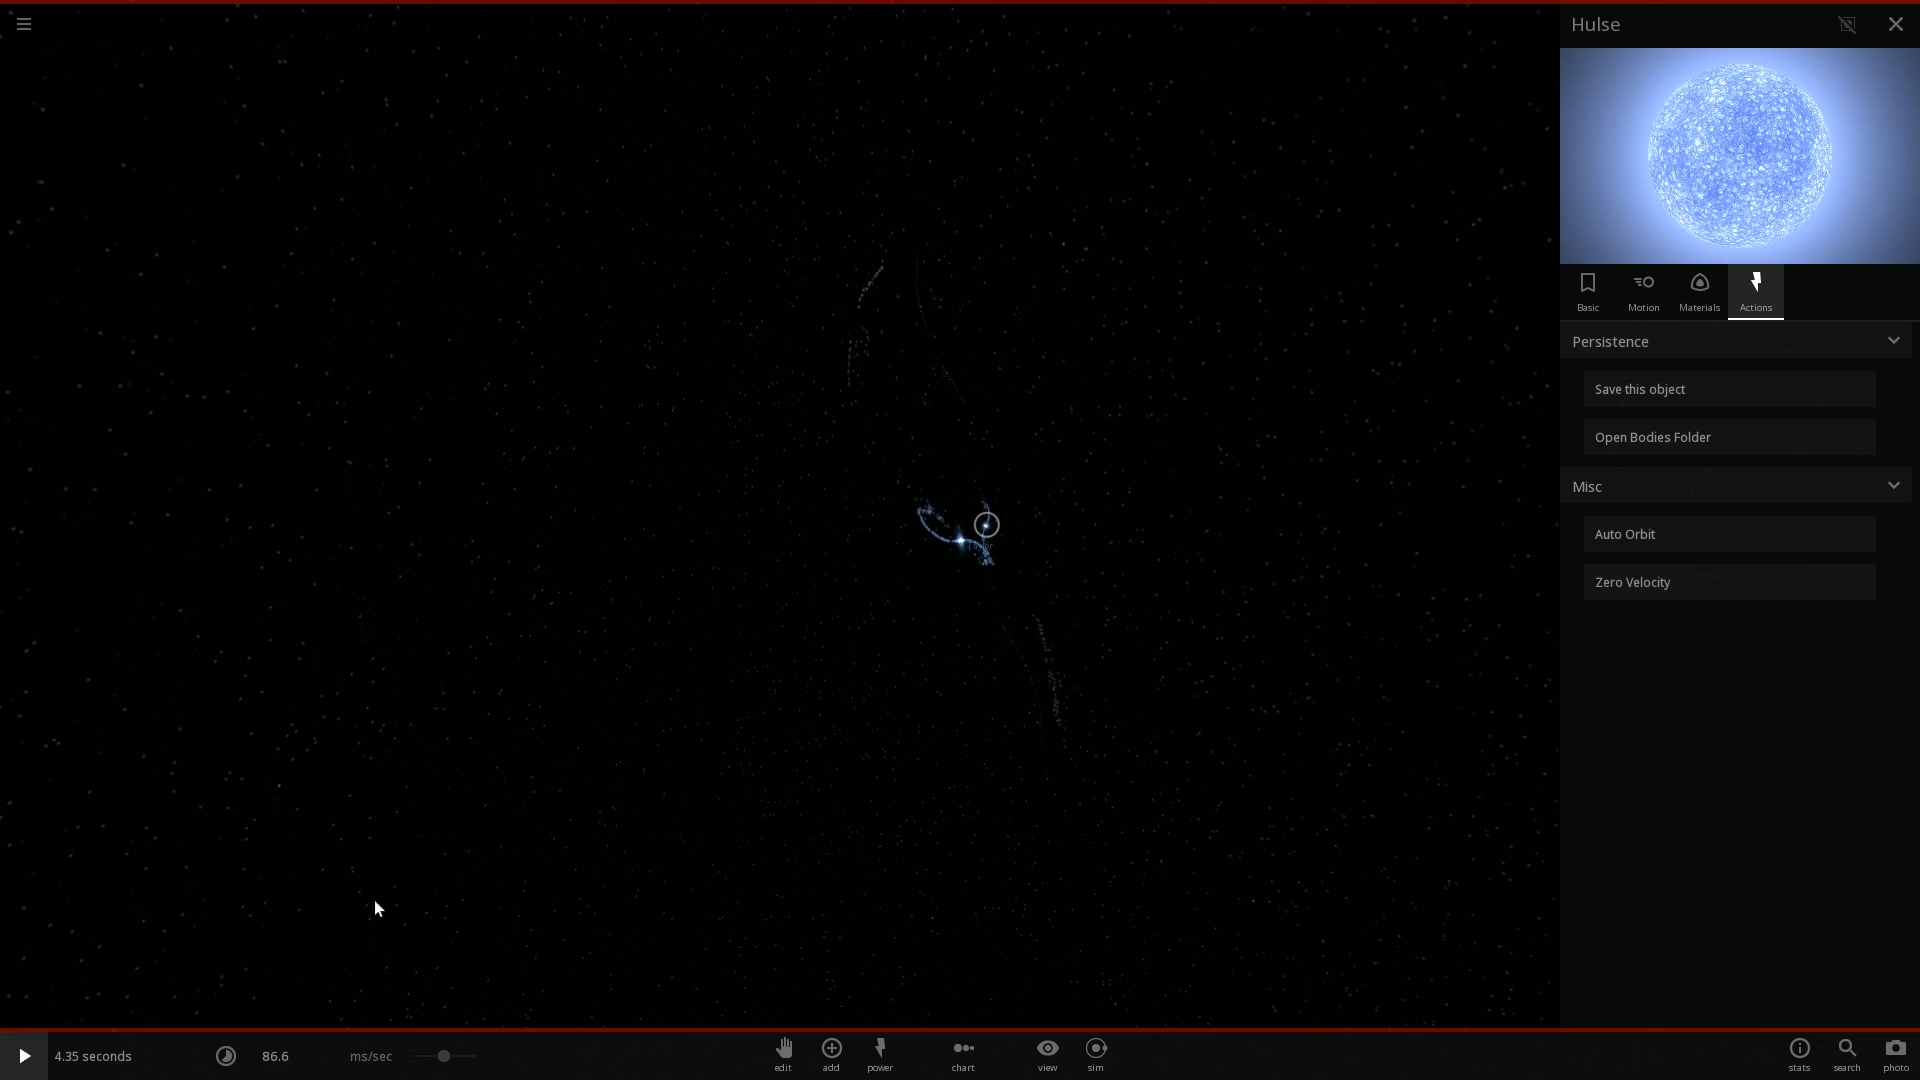 Hulse
Basic
Motion
Materials
Actions
Persistence
Save this object
Open Bodies Folder
Misc
Auto Orbit
Zero Velocity
Taylor
4.35 seconds
86.6
ms/sec
edit
add
power
chart
view
sim
stats
search
photo